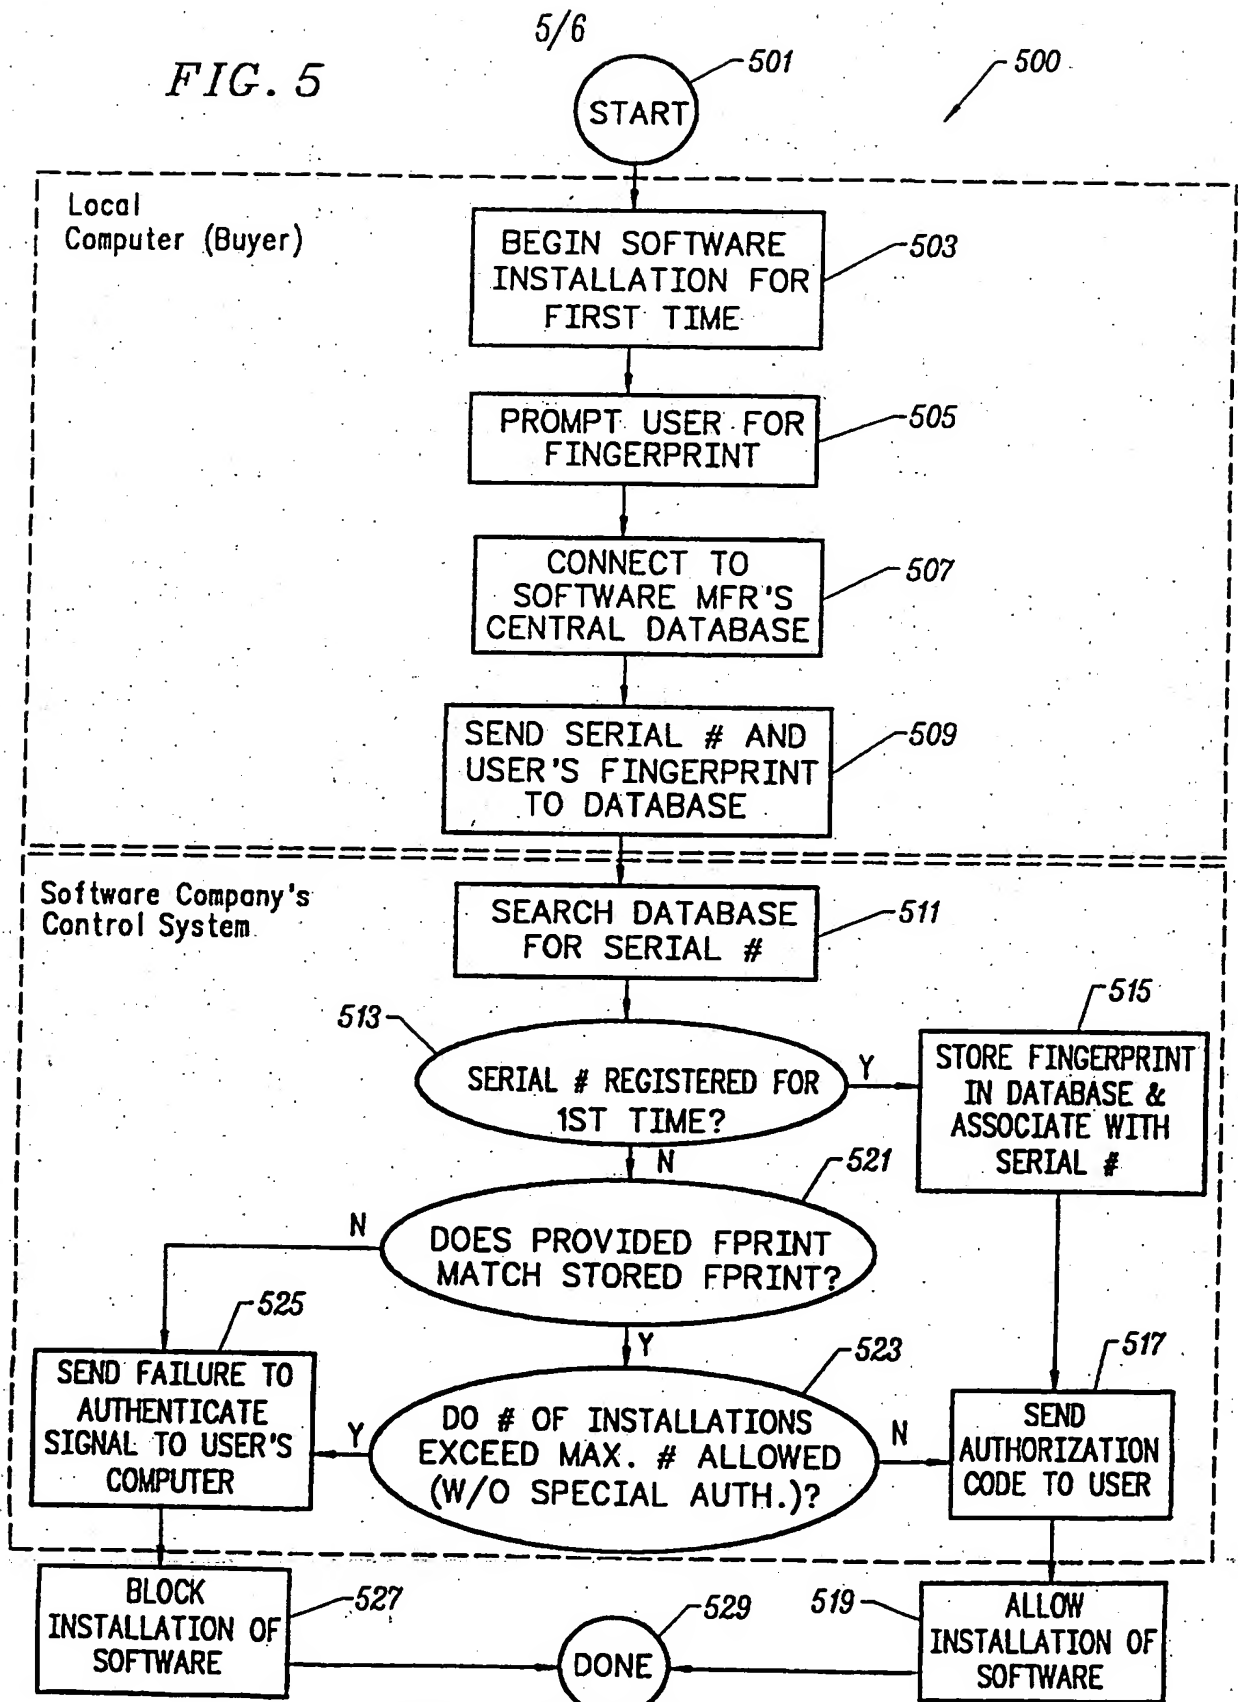 5/6
FIG. 5
501
500
START
Local
Computer (Buyer)
BEGIN SOFTWARE
INSTALLATION FOR
FIRST TIME
503
PROMPT USER FOR
FINGERPRINT
505
CONNECT TO
SOFTWARE MFR'S
CENTRAL DATABASE
507
SEND SERIAL # AND
USER'S FINGERPRINT
TO DATABASE
509
Software Company's
Control System
SEARCH DATABASE
FOR SERIAL #
511
513
SERIAL # REGISTERED FOR
1ST TIME?
Y
515
STORE FINGERPRINT
IN DATABASE &
ASSOCIATE WITH
SERIAL #
N
521
N
DOES PROVIDED FPRINT
MATCH STORED FPRINT?
525
Y
523
517
SEND FAILURE TO
AUTHENTICATE
SIGNAL TO USER'S
COMPUTER
Y
DO # OF INSTALLATIONS
EXCEED MAX. # ALLOWED
(W/O SPECIAL AUTH.)?
N
SEND
AUTHORIZATION
CODE TO USER
BLOCK
INSTALLATION OF
SOFTWARE
527
529
DONE
519
ALLOW
INSTALLATION OF
SOFTWARE